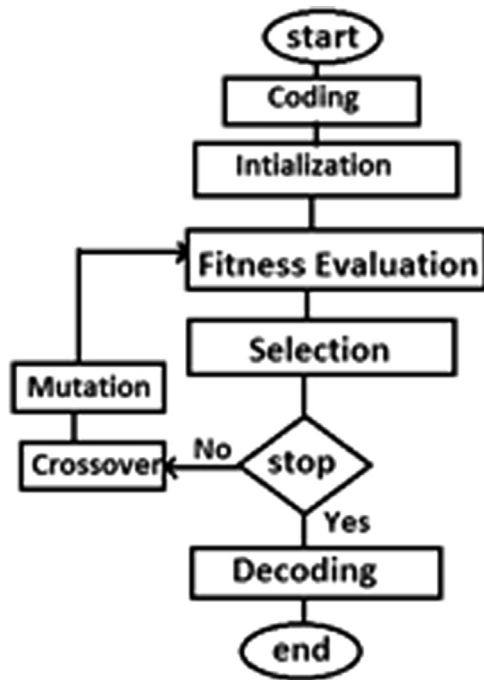 start
Coding
Intialization
Fitness Evaluation
Selection
Mutation
Crossover
No
stop
Yes
Decoding
end